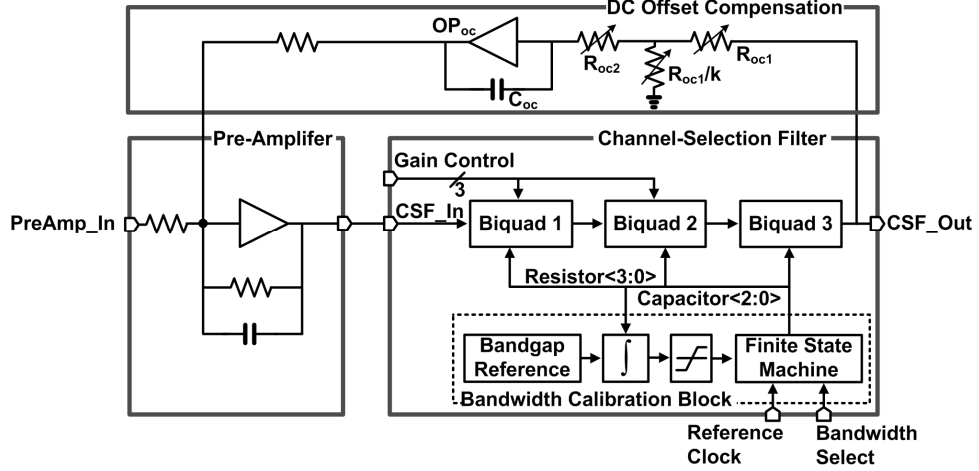 DC Offset Compensation
OPoc
Roc2
Roc1
Roc1/k
Coc
Pre-Amplifer
Channel-Selection Filter
Gain Control
3
PreAmp_In
CSF_In
Biquad 1
Biquad 2
Biquad 3
CSF_Out
Resistor<3:0>
Capacitor<2:0>
Bandgap
Reference
∫
Finite State
Machine
Bandwidth Calibration Block
Reference
Clock
Bandwidth
Select